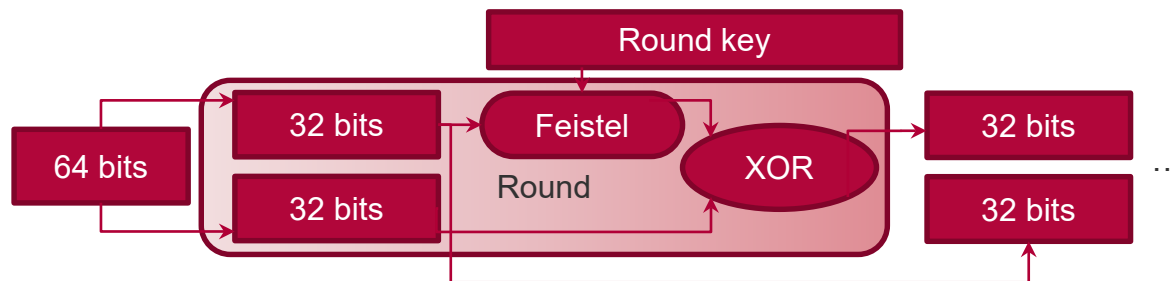 Round key
32 bits
Feistel
32 bits
64 bits
XOR
Round
32 bits
32 bits
..